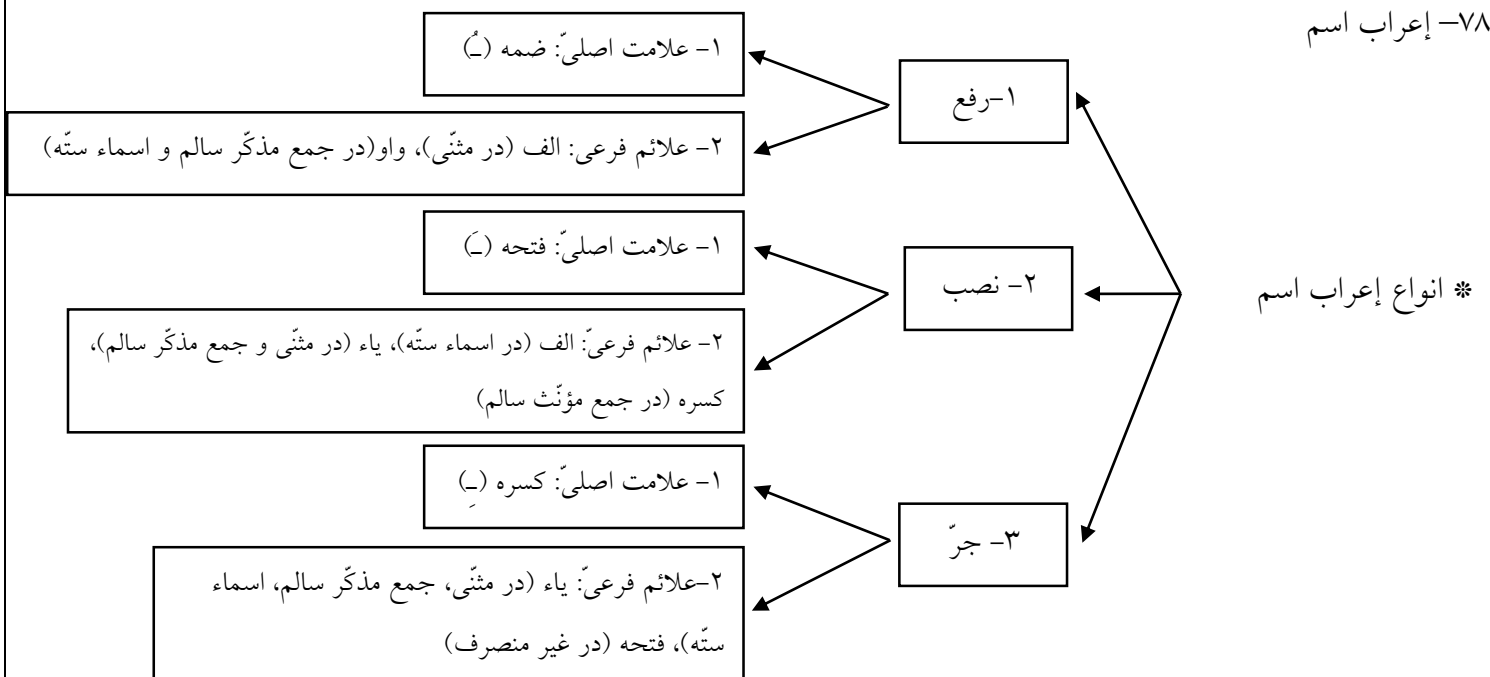 ۷۸– إعراب اسم
* انواع إعراب اسم
۱–رفع
۱– علامت اصلیّ: ضمه (ـُ)
۲– علائم فرعی: الف (در مثنّی)، واو(در جمع مذکّر سالم و اسماء ستّه)
۲– نصب
۱– علامت اصلیّ: فتحه (ـَ)
۲– علائم فرعیّ: الف (در اسماء ستّه)، یاء (در مثنّی و جمع مذکّر سالم)،
کسره (در جمع مؤنّث سالم)
۳– جرّ
۱– علامت اصلیّ: کسره (ـِ)
۲–علائم فرعیّ: یاء (در مثنّی، جمع مذکّر سالم، اسماء
ستّه)، فتحه (در غیر منصرف)